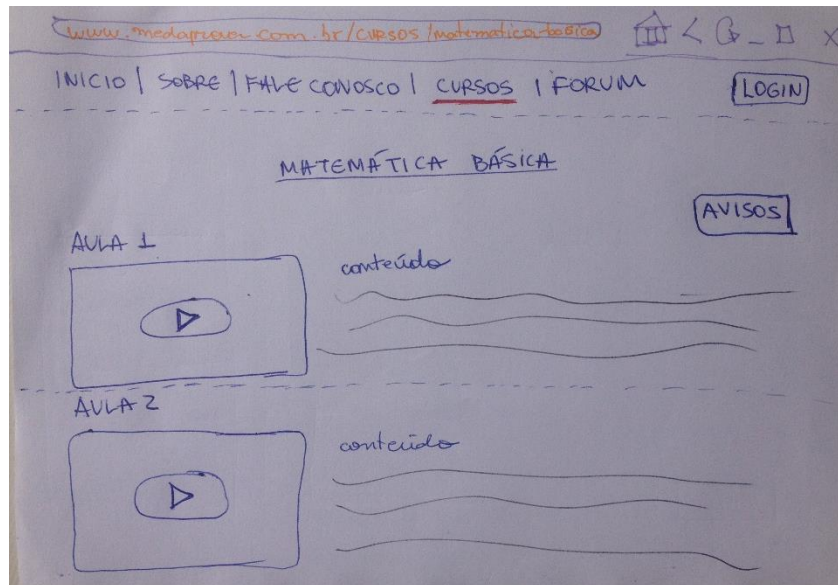 www.medaprova.com.br/cursos/matematica-basica
INICIO | SOBRE | FALE CONOSCO | CURSOS | FORUM LOGIN
MATEMÁTICA BÁSICA
AVISOS
AULA 1
conteúdo
AULA 2
conteúdo